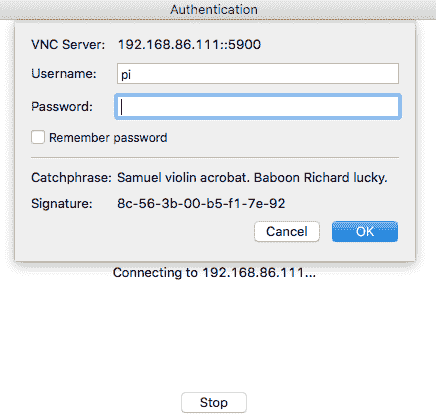 Authentication
VNC Server: 192.168.86.111::5900
Username: pi
Password:
Remember password
Catchphrase: Samuel violin acrobat. Baboon Richard lucky.
Signature: 8c-56-3b-00-b5-f1-7e-92
Cancel OK
Connecting to 192.168.86.111...
Stop